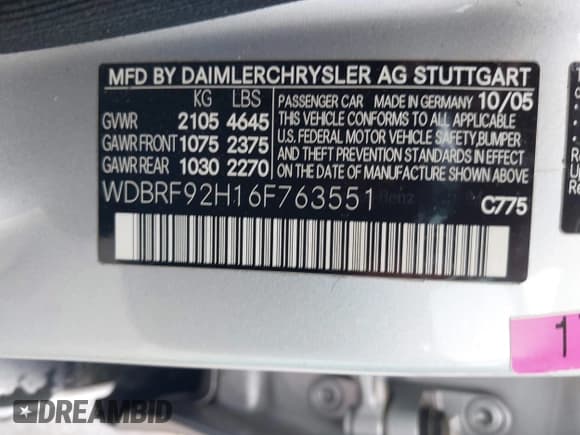 MFD BY DAIMLERCHRYSLER AG STUTTGART
KG LBS
GVWR 2105 4645
GAWR FRONT 1075 2375
GAWR REAR 1030 2270
PASSENGER CAR MADE IN GERMANY 10/05
THIS VEHICLE CONFORMS TO ALL APPLICABLE
U.S. FEDERAL MOTOR VEHICLE SAFETY, BUMPER
AND THEFT PREVENTION STANDARDS IN EFFECT
ON THE DATE OF MANUFACTURE SHOWN ABOVE.
WDBRF92H16F763551
C775
DREAMBID